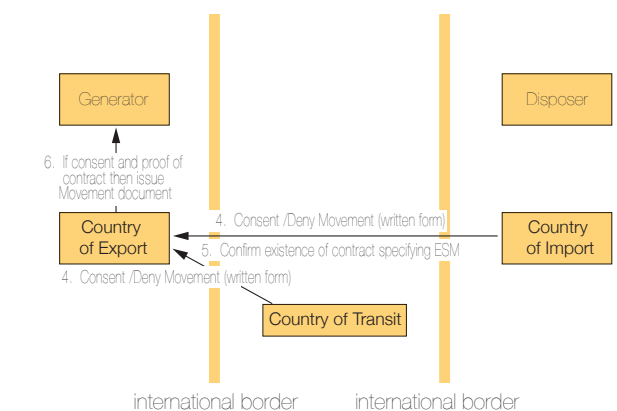 Generator
Disposer
6. If consent and proof of
contract then issue
Movement document
4. Consent /Deny Movement (written form)
Country
of Export
Country
of Import
5. Confirm existence of contract specifying ESM
4. Consent /Deny Movement (written form)
Country of Transit
international border
international border